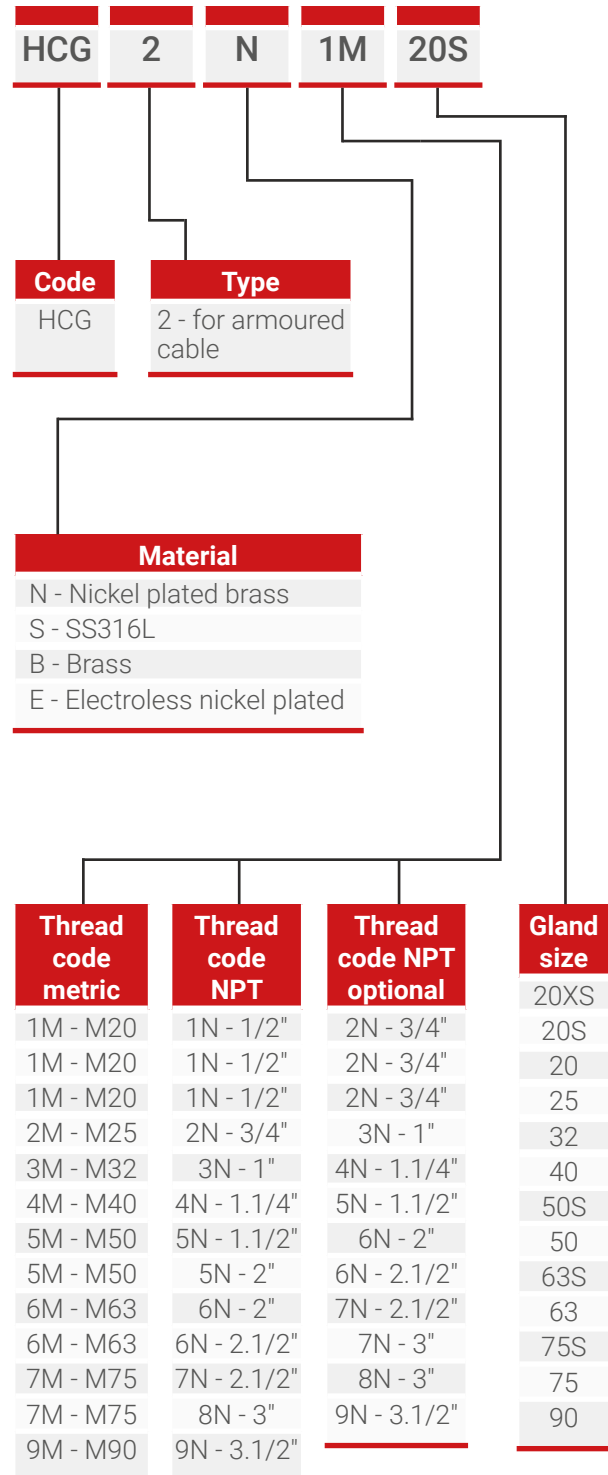 HCG 2 N 1M 20S
Code Type
HCG 2 - for armoured
cable
Material
N - Nickel plated brass
S - SS316L
B - Brass
E - Electroless nickel plated
Thread code metric
1M - M20
1M - M20
1M - M20
2M - M25
3M - M32
4M - M40
5M - M50
5M - M50
6M - M63
6M - M63
7M - M75
7M - M75
9M - M90
Thread code NPT
1N - 1/2"
1N - 1/2"
1N - 1/2"
2N - 3/4"
3N - 1"
4N - 1.1/4"
5N - 1.1/2"
5N - 2"
6N - 2"
6N - 2.1/2"
7N - 2.1/2"
8N - 3"
9N - 3.1/2"
Thread code NPT optional
2N - 3/4"
2N - 3/4"
2N - 3/4"
3N - 1"
4N - 1.1/4"
5N - 1.1/2"
6N - 2"
6N - 2.1/2"
7N - 2.1/2"
7N - 3"
8N - 3"
9N - 3.1/2"
Gland size
20XS
20S
20
25
32
40
50S
50
63S
63
75S
75
90